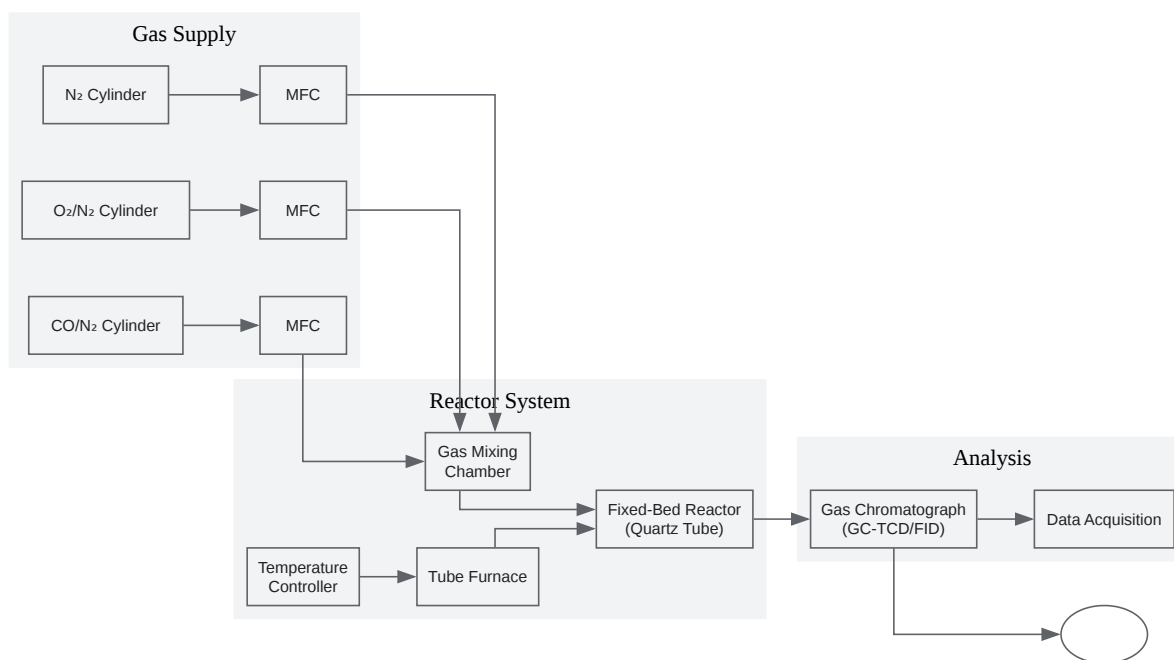 Gas Supply
N₂ Cylinder
MFC
O₂/N₂ Cylinder
MFC
CO/N₂ Cylinder
MFC
Reactor System
Gas Mixing
Chamber
Fixed-Bed Reactor
(Quartz Tube)
Temperature
Controller
Tube Furnace
Analysis
Gas Chromatograph
(GC-TCD/FID)
Data Acquisition